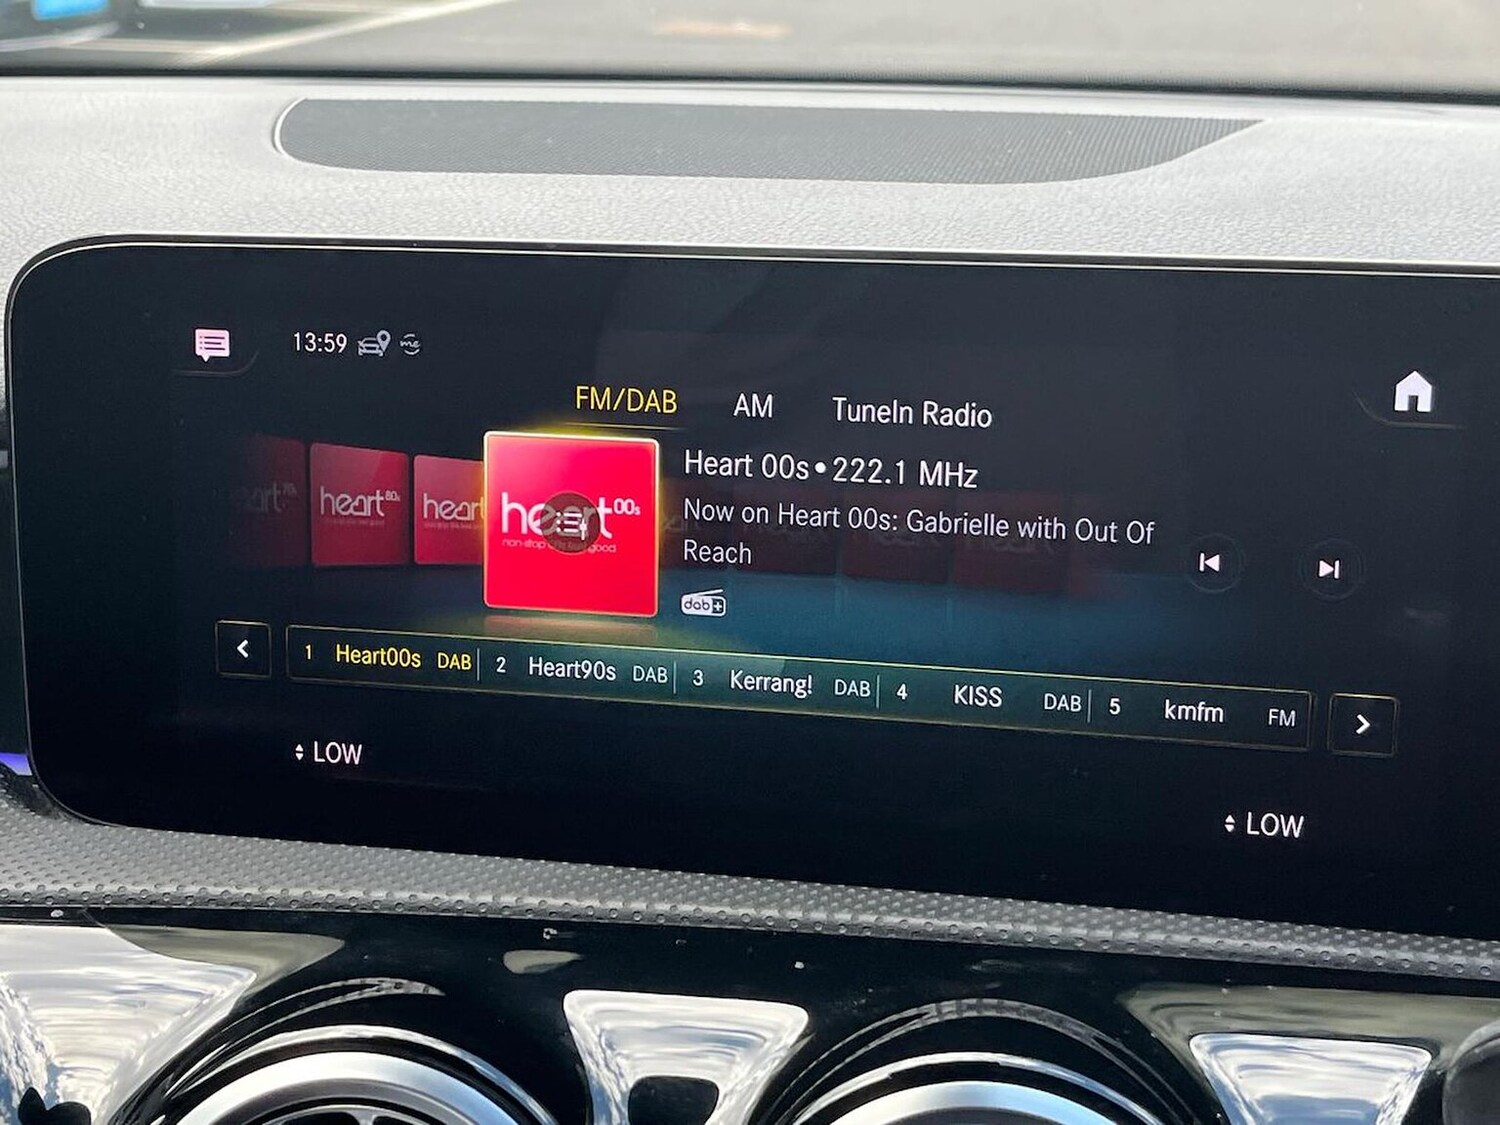 13:59
me
FM/DAB AM TuneIn Radio
Heart 00s • 222.1 MHz
Now on Heart 00s: Gabrielle with Out Of
Reach
dab+
heart 80s
heart
heart 00s
1 Heart00s DAB 2 Heart90s DAB 3 Kerrang! DAB 4 KISS DAB 5 kmfm FM
LOW
LOW